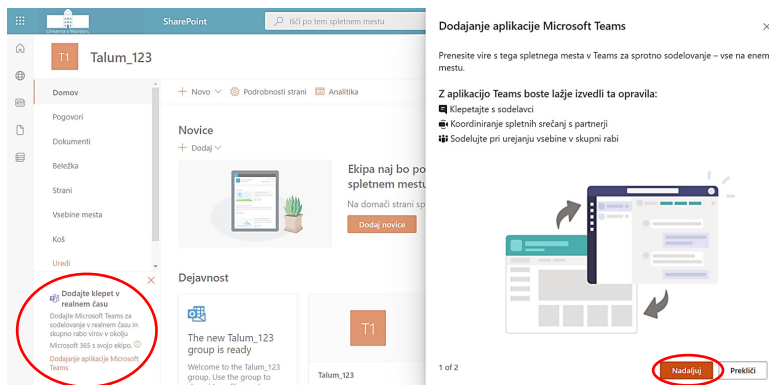 Univerza v Mariboru
SharePoint
Išči po tem spletnem mestu
T1
Talum_123
Domov
Pogovori
Dokumenti
Beležka
Strani
Vsebine mesta
Koš
Uredi
Dodajte klepet v
realnem času
Dodajte Microsoft Teams za
sodelovanje v realnem času in
skupno rabo virov v okolju
Microsoft 365 s svojo ekipo.
Dodajanje aplikacije Microsoft
Teams
Novo
Podrobnosti strani
Analitika
Novice
Dodaj
Ekipa naj bo po
spletnem mestu
Na domači strani sp
Dodaj novice
Dejavnost
The new Talum_123
group is ready
Welcome to the Talum_123
group. Use the group to
T1
Talum_123
Dodajanje aplikacije Microsoft Teams
Prenesite vire s tega spletnega mesta v Teams za sprotno sodelovanje – vse na enem
mestu.
Z aplikacijo Teams boste lažje izvedli ta opravila:
Klepetajte s sodelavci
Koordiniranje spletnih srečanj s partnerji
Sodelujte pri urejanju vsebine v skupni rabi
1 of 2
Nadaljuj
Prekliči